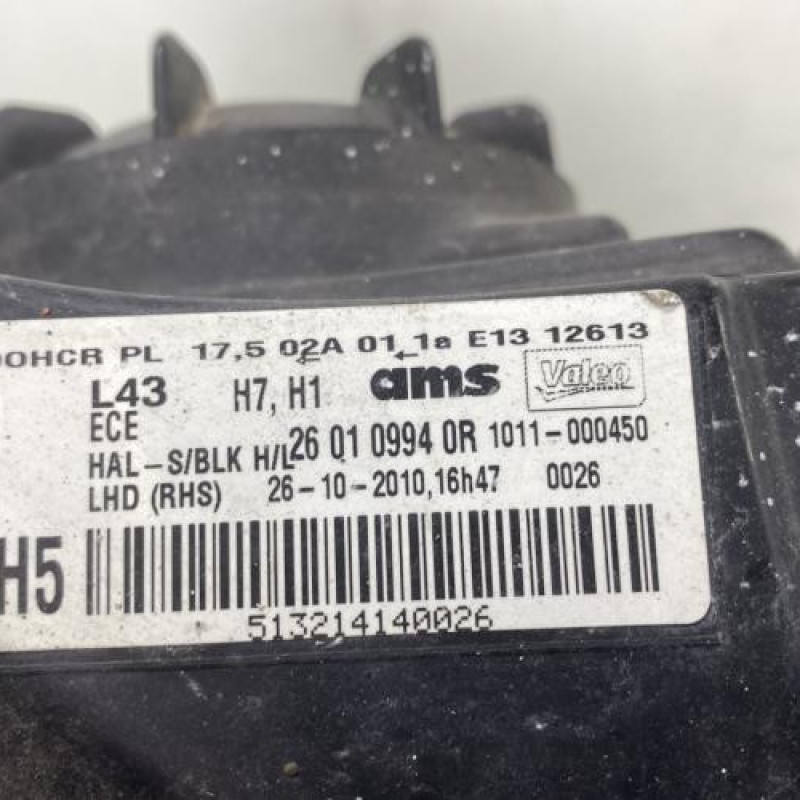 00HCR PL 17,5 02A 01 1a E13 12613
L43 H7, H1 ams Valeo
ECE
HAL-S/BLK H/L 26 01 0994 0R 1011-000450
LHD (RHS) 26-10-2010, 16h47 0026
H5
513214140026